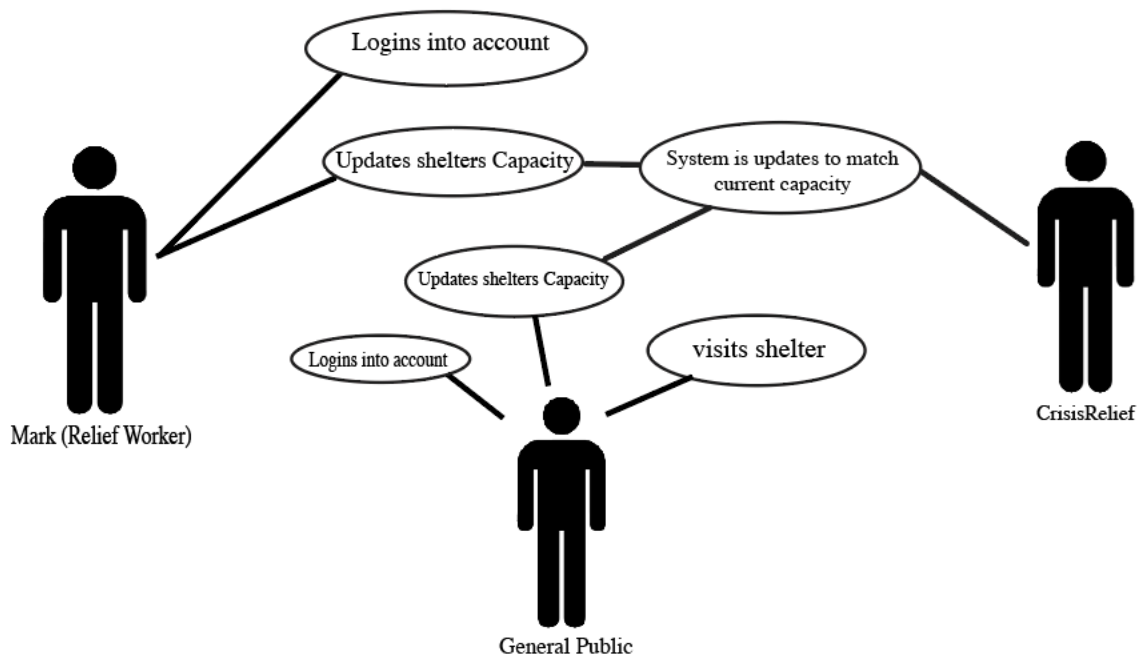 Logins into account
Updates shelters Capacity
System is updates to match
current capacity
Updates shelters Capacity
Logins into account
visits shelter
Mark (Relief Worker)
CrisisRelief
General Public